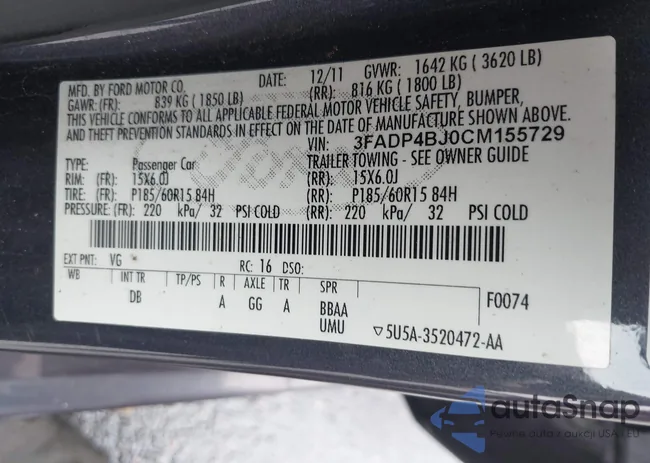 MFD. BY FORD MOTOR CO. DATE: 12/11 GVWR: 1642 KG ( 3620 LB)
GAWR: (FR): 839 KG ( 1850 LB) (RR): 816 KG ( 1800 LB)
THIS VEHICLE CONFORMS TO ALL APPLICABLE FEDERAL MOTOR VEHICLE SAFETY, BUMPER,
AND THEFT PREVENTION STANDARDS IN EFFECT ON THE DATE OF MANUFACTURE SHOWN ABOVE.
VIN: 3FADP4BJ0CM155729
TYPE: Passenger Car TRAILER TOWING - SEE OWNER GUIDE
RIM: (FR): 15X6.0J (RR): 15X6.0J
TIRE: (FR): P185/60R15 84H (RR): P185/60R15 84H
PRESSURE: (FR): 220 kPa/ 32 PSI COLD (RR): 220 kPa/ 32 PSI COLD
EXT PNT: VG * RC: 16 DSO:
WB INT TR TP/PS R AXLE TR SPR
DB A GG A BBAA F0074
UMU ▽5U5A-3520472-AA
autoSnap
Pewne auta z aukcji USA i EU